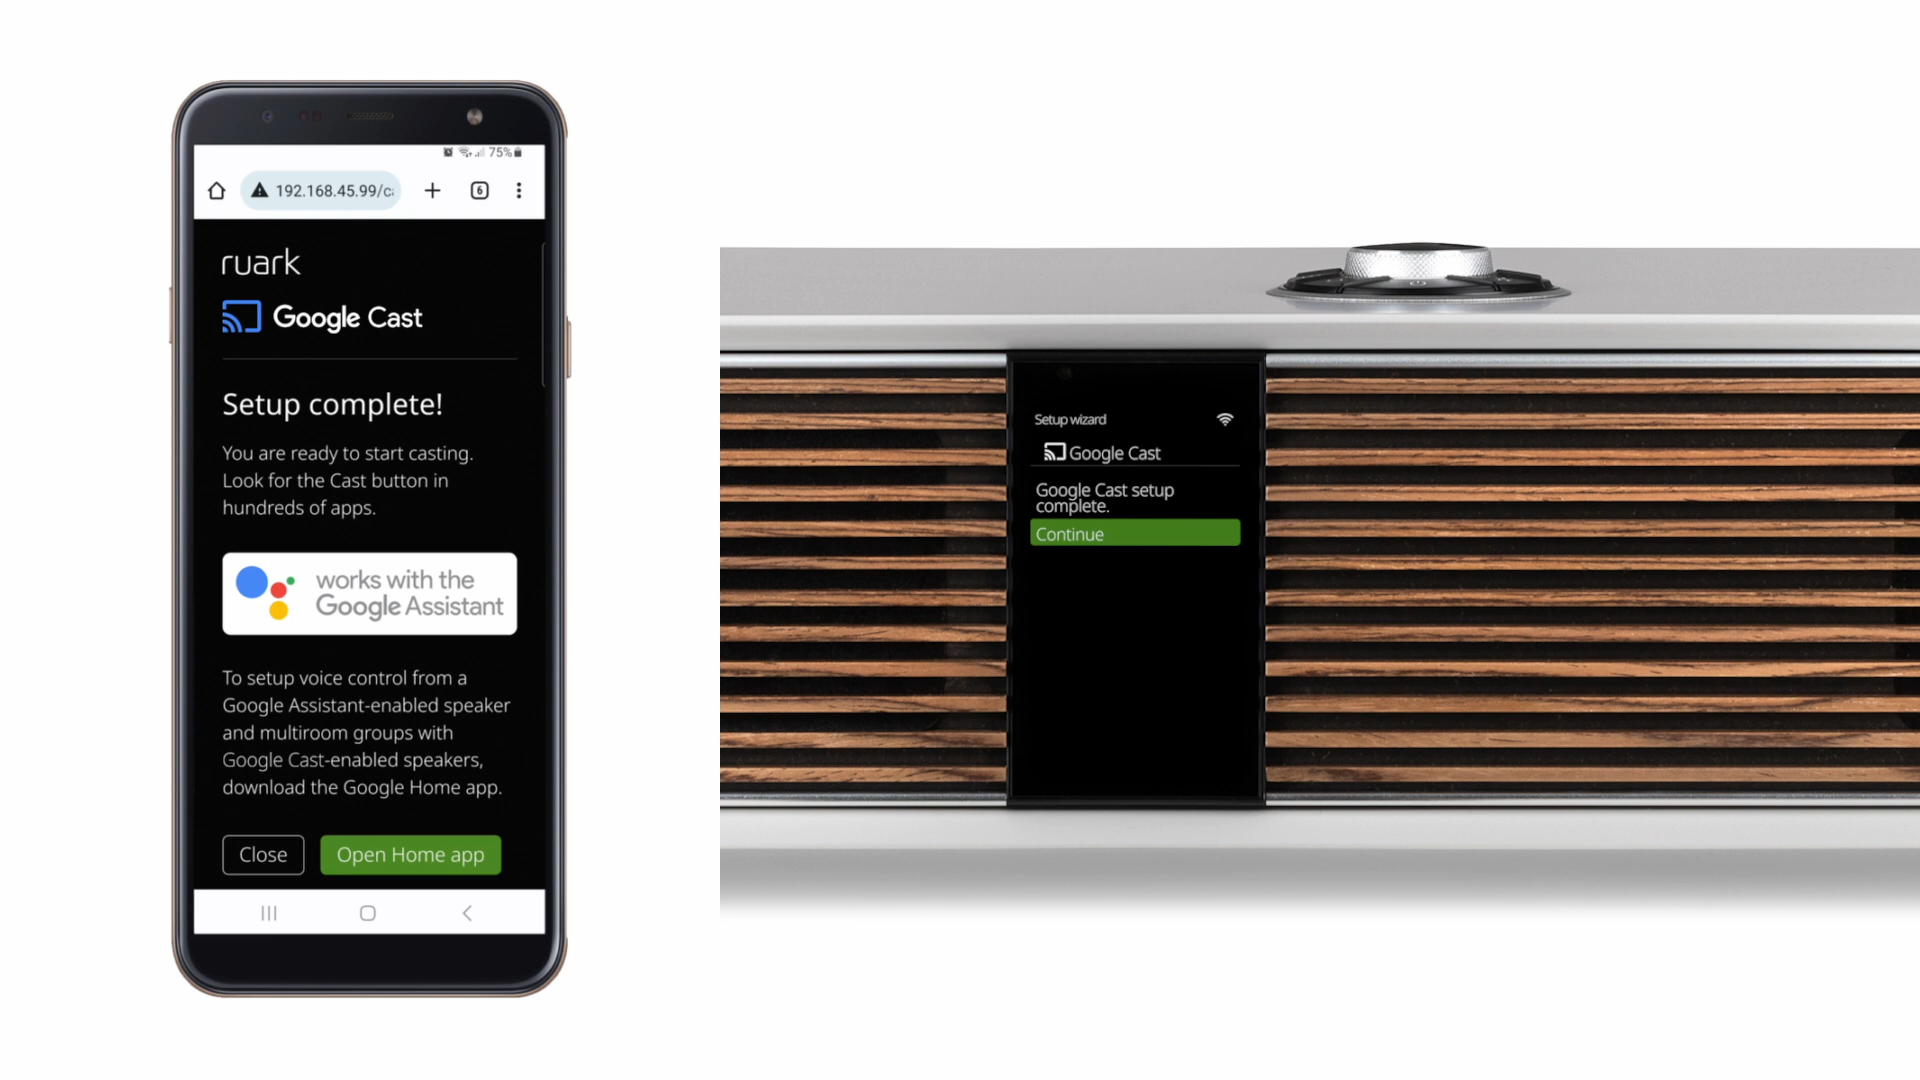 75%
192.168.45.99/c
6
ruark
Google Cast
Setup complete!
You are ready to start casting.
Look for the Cast button in
hundreds of apps.
works with the
Google Assistant
To setup voice control from a
Google Assistant-enabled speaker
and multiroom groups with
Google Cast-enabled speakers,
download the Google Home app.
Close Open Home app
Setup wizard
Google Cast
Google Cast setup
complete.
Continue